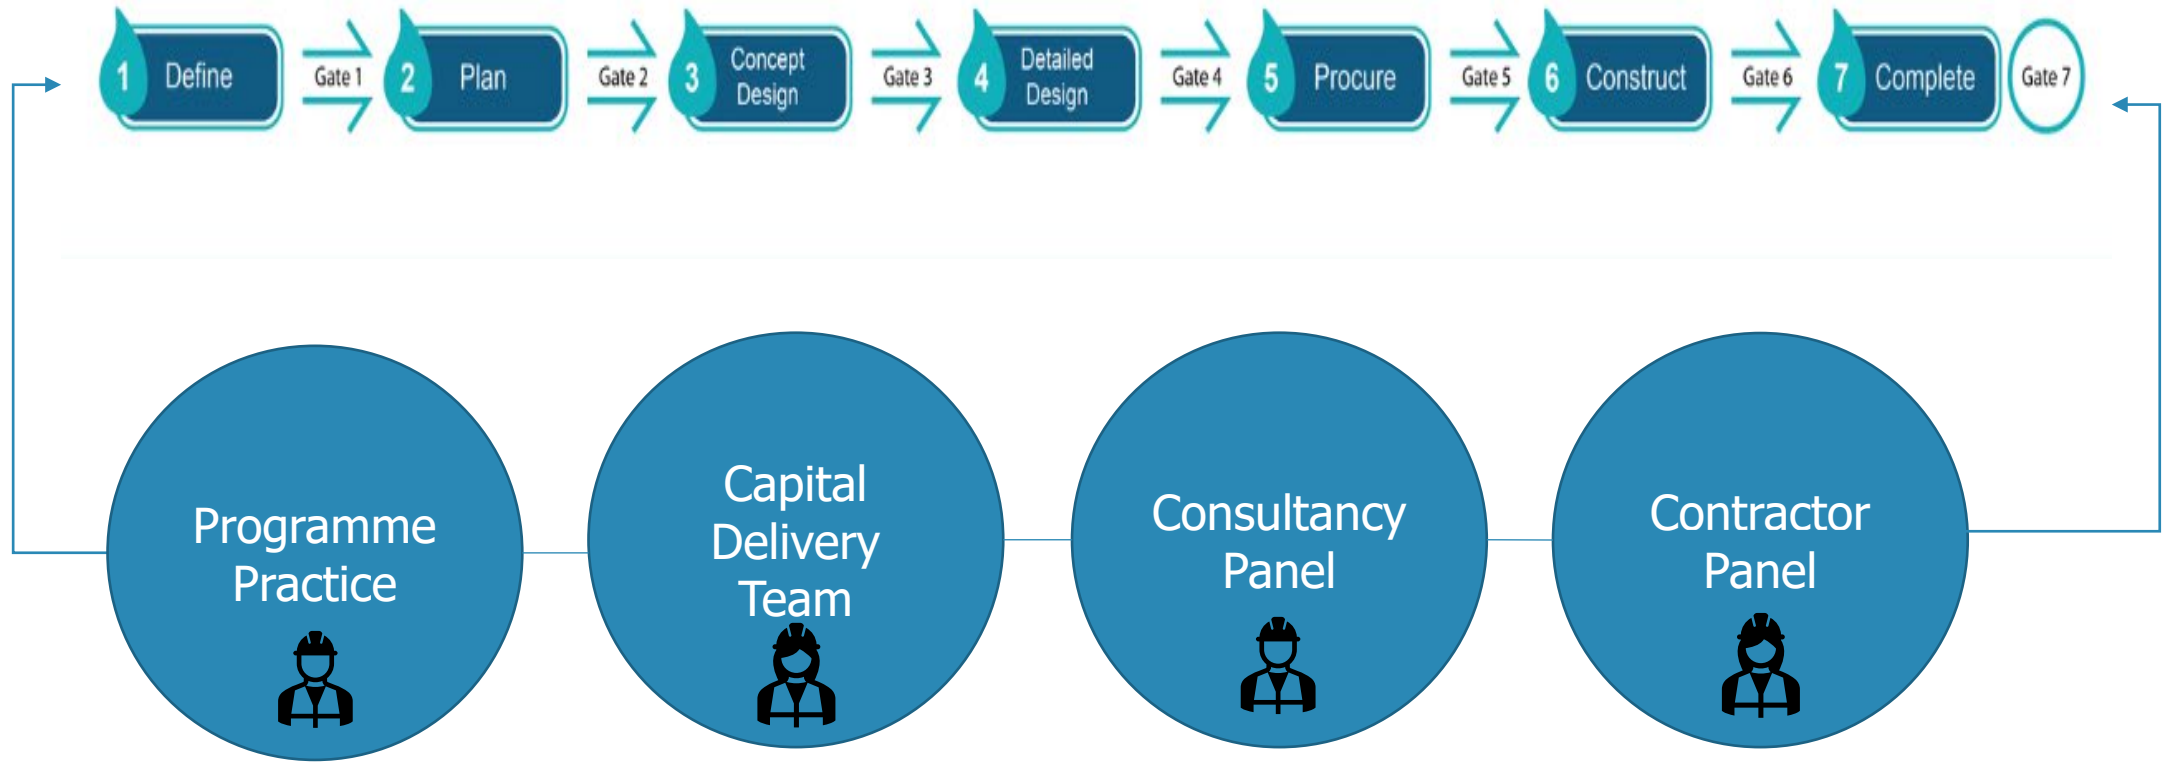 1 Define
Gate 1
2 Plan
Gate 2
3 Concept
Design
Gate 3
4 Detailed
Design
Gate 4
5 Procure
Gate 5
6 Construct
Gate 6
7 Complete
Gate 7
Programme
Practice
Capital
Delivery
Team
Consultancy
Panel
Contractor
Panel